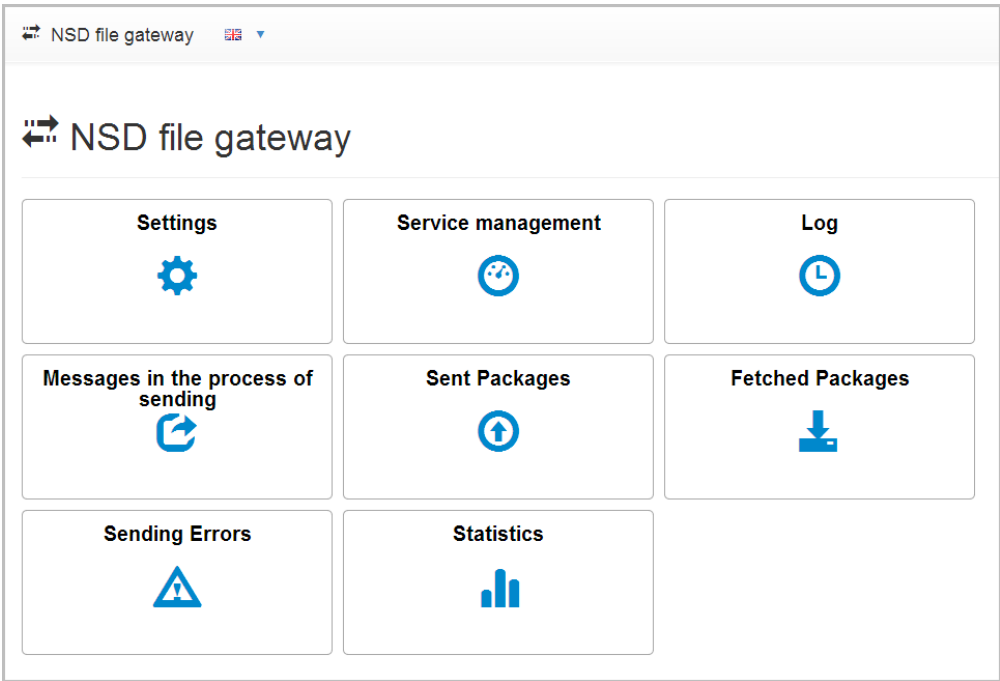 NSD file gateway
NSD file gateway
Settings
Service management
Log
Messages in the process of
sending
Sent Packages
Fetched Packages
Sending Errors
Statistics